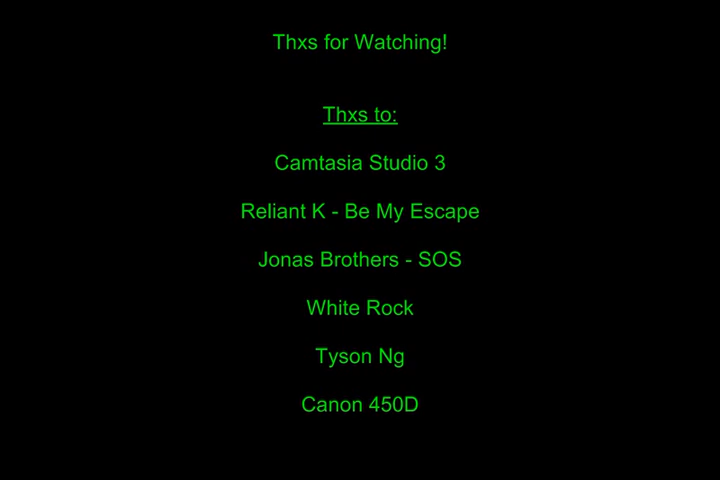 Thxs for Watching!
Thxs to:
Camtasia Studio 3
Reliant K - Be My Escape
Jonas Brothers - SOS
White Rock
Tyson Ng
Canon 450D